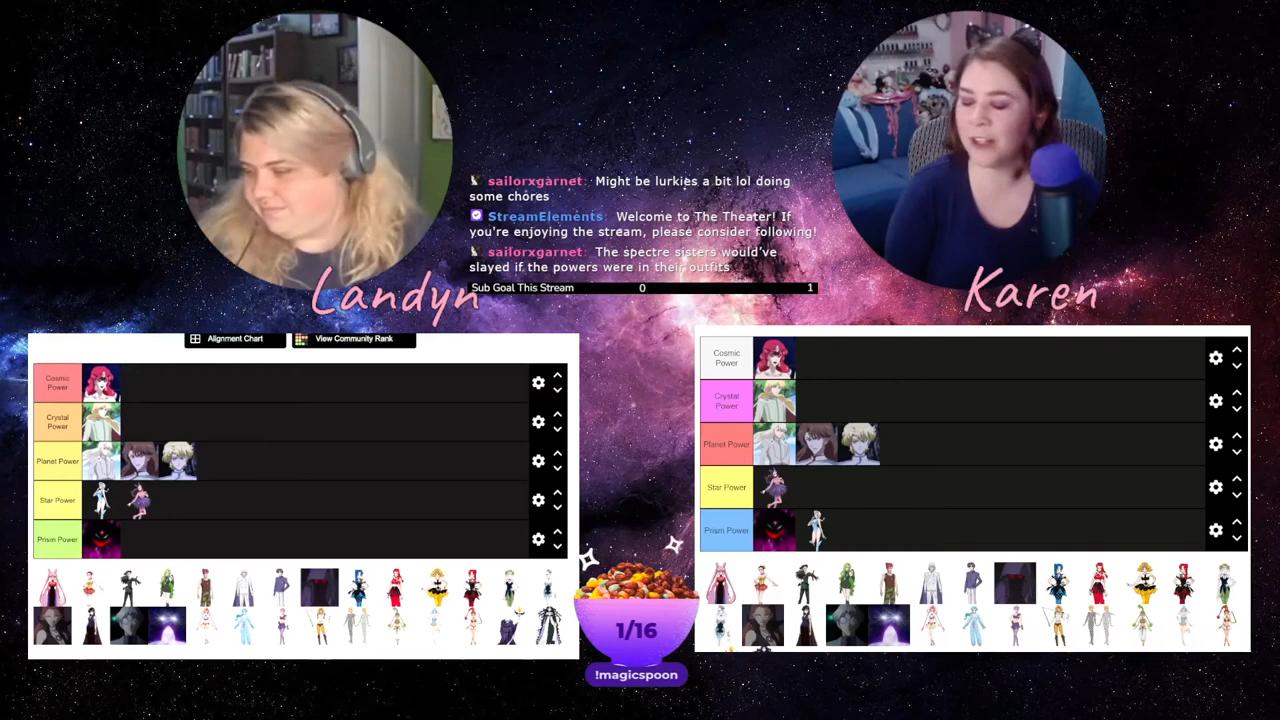 sailorxgarnet: Might be lurkies a bit lol doing
some chores
StreamElements: Welcome to The Theater! If
you're enjoying the stream, please consider following!
sailorxgarnet: The spectre sisters would've
slayed if the powers were in their outfits
Sub Goal This Stream 0 1
Landyn
Karen
Alignment Chart View Community Rank
Cosmic
Power
Crystal
Power
Planet Power
Star Power
Prism Power
Cosmic
Power
Crystal
Power
Planet Power
Star Power
Prism Power
1/16
!magicspoon